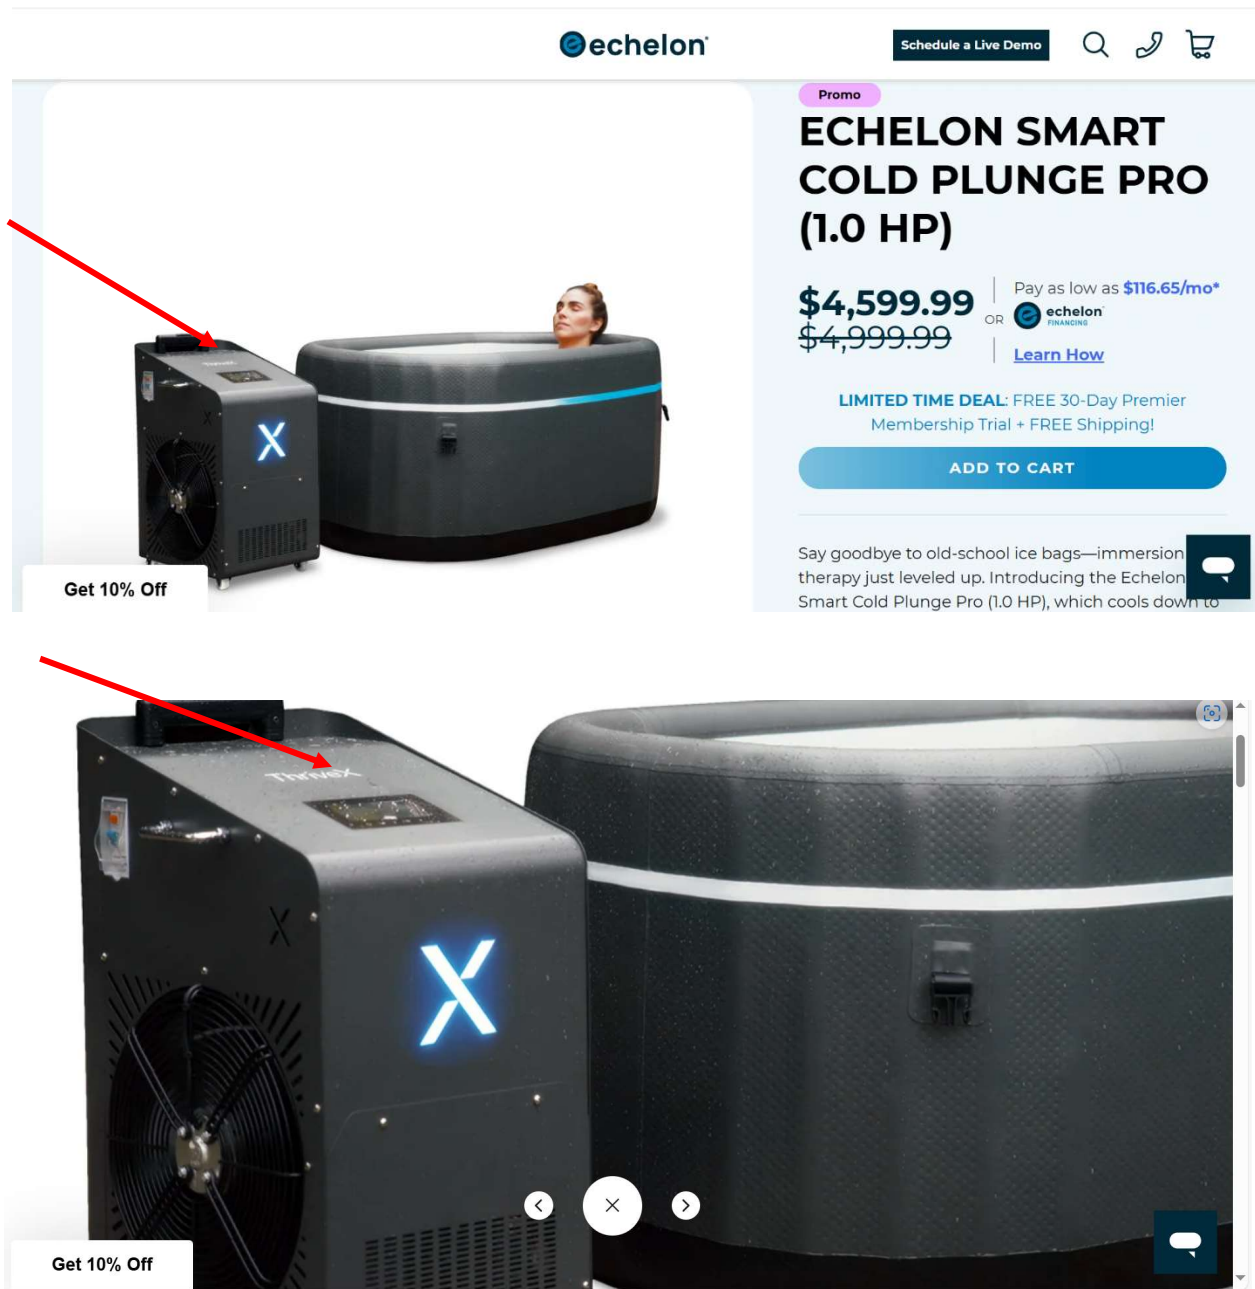 echelon
Schedule a Live Demo
Promo
ECHELON SMART
COLD PLUNGE PRO
(1.0 HP)
$4,599.99
$4,999.99
OR
Pay as low as $116.65/mo*
echelon
FINANCING
Learn How
LIMITED TIME DEAL: FREE 30-Day Premier
Membership Trial + FREE Shipping!
ADD TO CART
Say goodbye to old-school ice bags—immersion
therapy just leveled up. Introducing the Echelon
Smart Cold Plunge Pro (1.0 HP), which cools down to
ThriveX
X
Get 10% Off
ThriveX
X
X
Get 10% Off